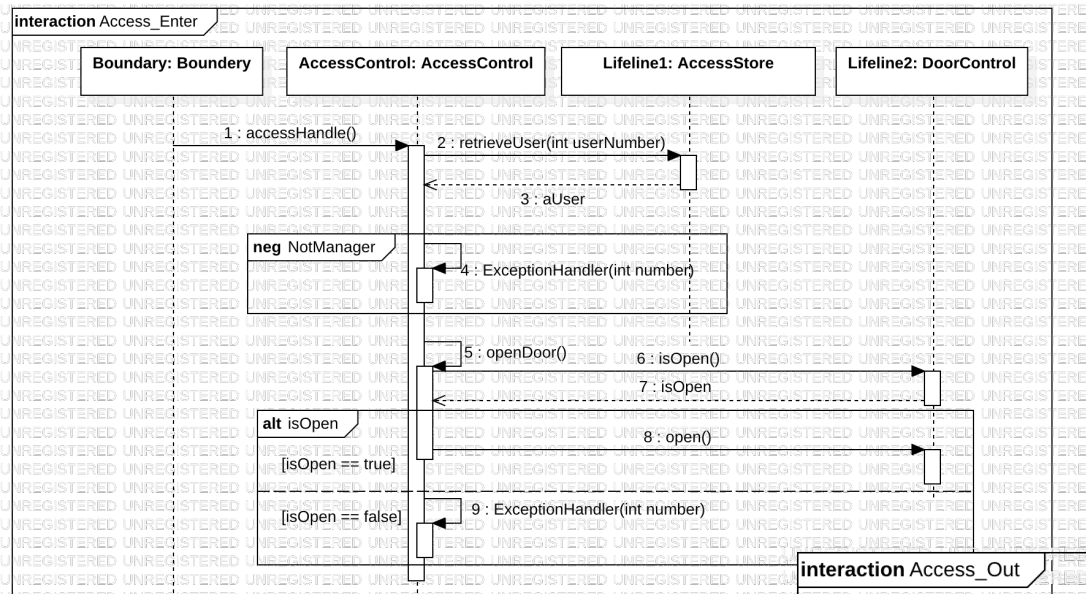 interaction Access_Enter
Boundary: Boundery
AccessControl: AccessControl
Lifeline1: AccessStore
Lifeline2: DoorControl
1 : accessHandle()
2 : retrieveUser(int userNumber)
3 : aUser
neg NotManager
4 : ExceptionHandler(int number)
5 : openDoor()
6 : isOpen()
7 : isOpen
alt isOpen
8 : open()
[isOpen == true]
9 : ExceptionHandler(int number)
[isOpen == false]
interaction Access_Out
UNREGISTERED